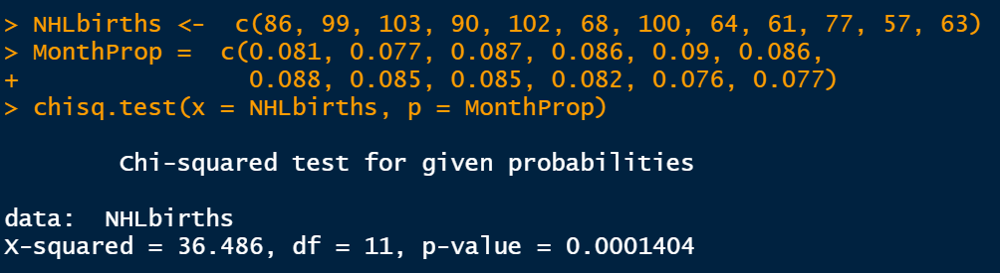 > NHLbirths <-  c(86, 99, 103, 90, 102, 68, 100, 64, 61, 77, 57, 63)
> MonthProp =  c(0.081, 0.077, 0.087, 0.086, 0.09, 0.086,
+                0.088, 0.085, 0.085, 0.082, 0.076, 0.077)
> chisq.test(x = NHLbirths, p = MonthProp)
Chi-squared test for given probabilities
data:  NHLbirths
X-squared = 36.486, df = 11, p-value = 0.0001404